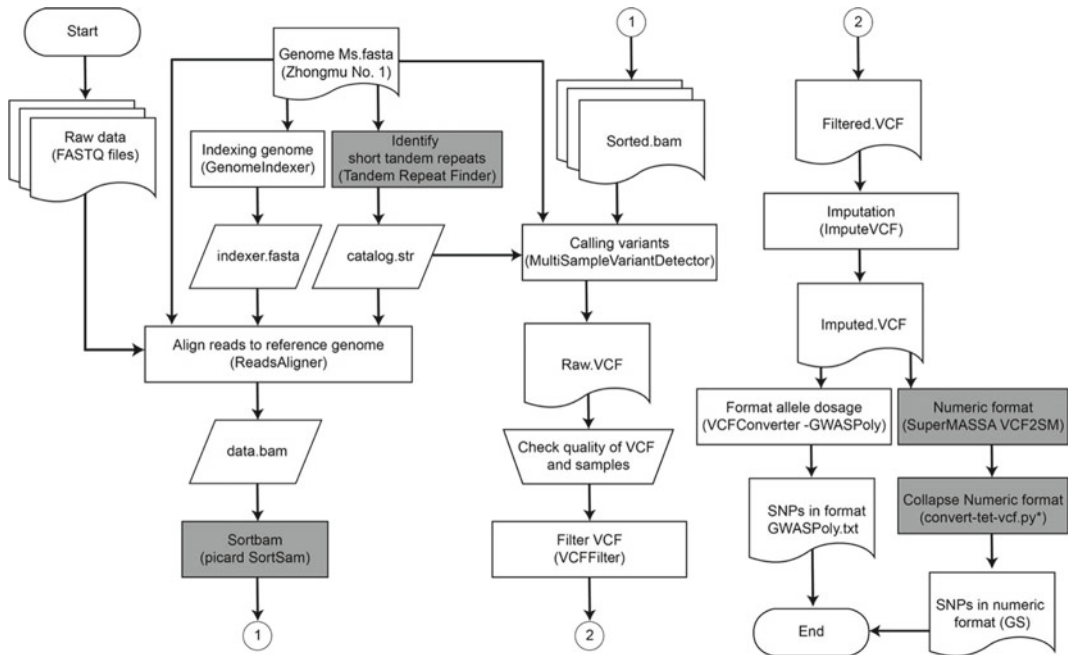 Start
Raw data
(FASTQ files)
Genome Ms.fasta
(Zhongmu No. 1)
Indexing genome
(GenomeIndexer)
Identify
short tandem repeats
(Tandem Repeat Finder)
indexer.fasta
catalog.str
Align reads to reference genome
(ReadsAligner)
data.bam
Sortbam
(picard SortSam)
1
1
Sorted.bam
Calling variants
(MultiSampleVariantDetector)
Raw.VCF
Check quality of VCF
and samples
Filter VCF
(VCFFilter)
2
2
Filtered.VCF
Imputation
(ImputeVCF)
Imputed.VCF
Format allele dosage
(VCFConverter -GWASPoly)
SNPs in format
GWASPoly.txt
Numeric format
(SuperMASSA VCF2SM)
Collapse Numeric format
(convert-tet-vcf.py*)
SNPs in numeric
format (GS)
End